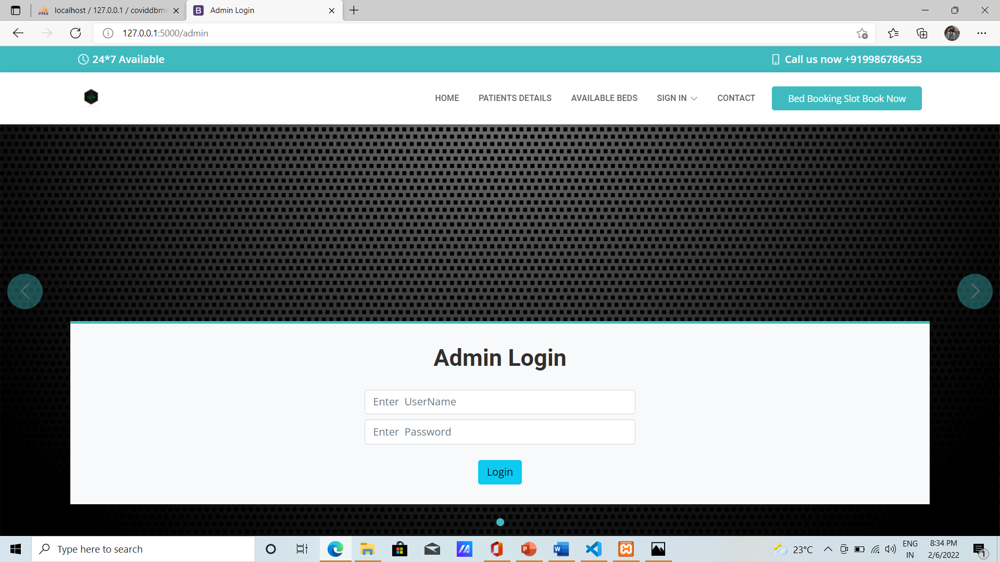 localhost / 127.0.0.1 / coviddbms
Admin Login
127.0.0.1:5000/admin
24*7 Available
Call us now +919986786453
HOME
PATIENTS DETAILS
AVAILABLE BEDS
SIGN IN
CONTACT
Bed Booking Slot Book Now
Admin Login
Enter UserName
Enter Password
Login
Type here to search
23°C
ENG
IN
8:34 PM
2/6/2022
1